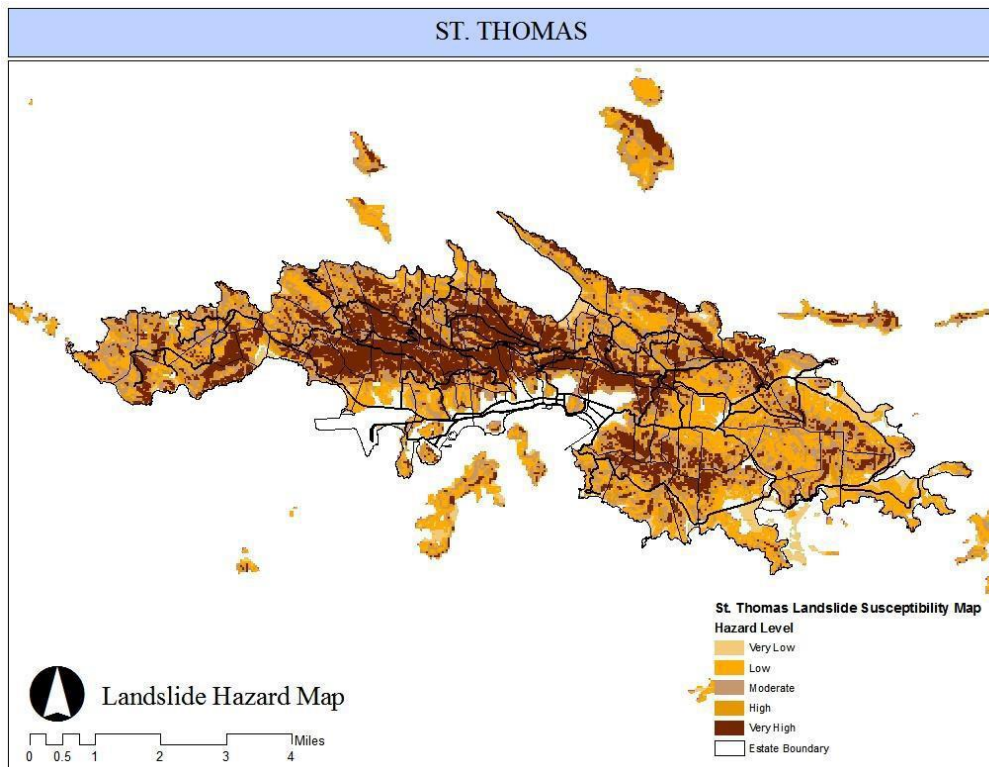 ST. THOMAS
St. Thomas Landslide Susceptibility Map
Hazard Level
Very Low
Low
Moderate
High
Very High
Estate Boundary
Landslide Hazard Map
Miles
0 0.5 1 2 3 4